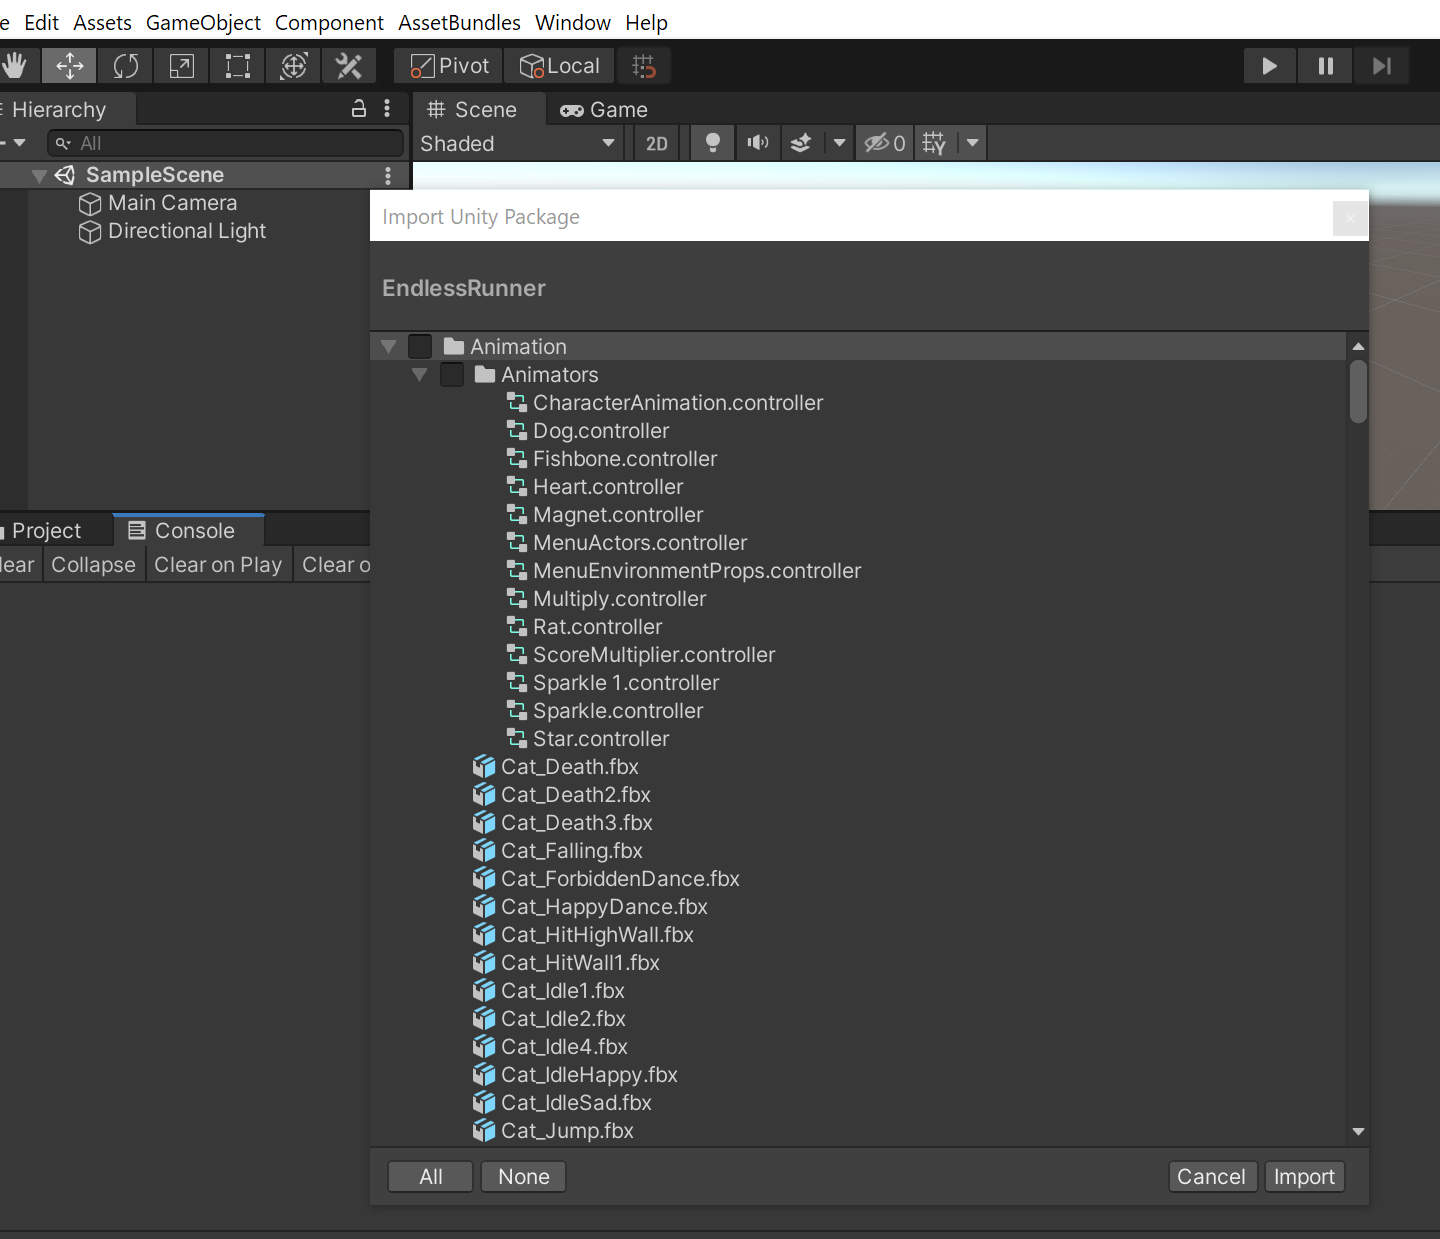 e Edit Assets GameObject Component AssetBundles Window Help
Pivot Local
Hierarchy
All
SampleScene
Main Camera
Directional Light
Scene Game
Shaded 2D 0
Import Unity Package
EndlessRunner
Animation
Animators
CharacterAnimation.controller
Dog.controller
Fishbone.controller
Heart.controller
Magnet.controller
MenuActors.controller
MenuEnvironmentProps.controller
Multiply.controller
Rat.controller
ScoreMultiplier.controller
Sparkle 1.controller
Sparkle.controller
Star.controller
Cat_Death.fbx
Cat_Death2.fbx
Cat_Death3.fbx
Cat_Falling.fbx
Cat_ForbiddenDance.fbx
Cat_HappyDance.fbx
Cat_HitHighWall.fbx
Cat_HitWall1.fbx
Cat_Idle1.fbx
Cat_Idle2.fbx
Cat_Idle4.fbx
Cat_IdleHappy.fbx
Cat_IdleSad.fbx
Cat_Jump.fbx
All None Cancel Import
Project Console
lear Collapse Clear on Play Clear o